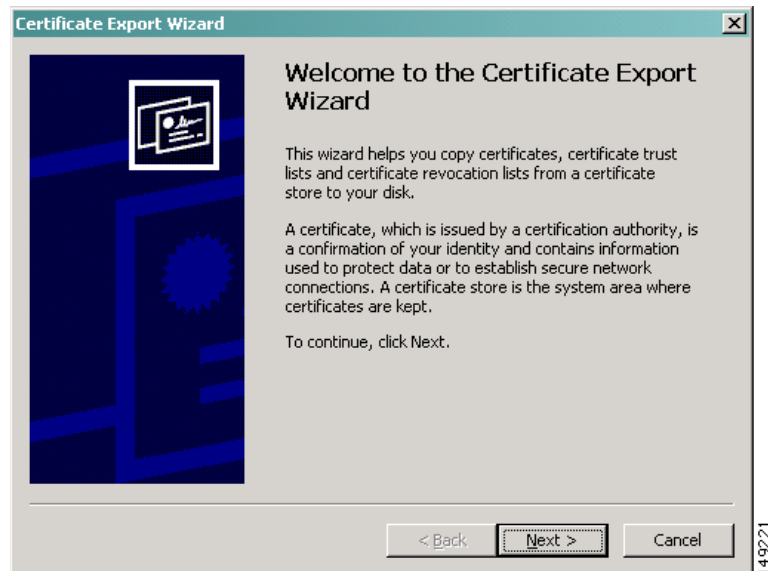 Certificate Export Wizard
Welcome to the Certificate Export
Wizard
This wizard helps you copy certificates, certificate trust
lists and certificate revocation lists from a certificate
store to your disk.
A certificate, which is issued by a certification authority, is
a confirmation of your identity and contains information
used to protect data or to establish secure network
connections. A certificate store is the system area where
certificates are kept.
To continue, click Next.
< Back
Next >
Cancel
149221